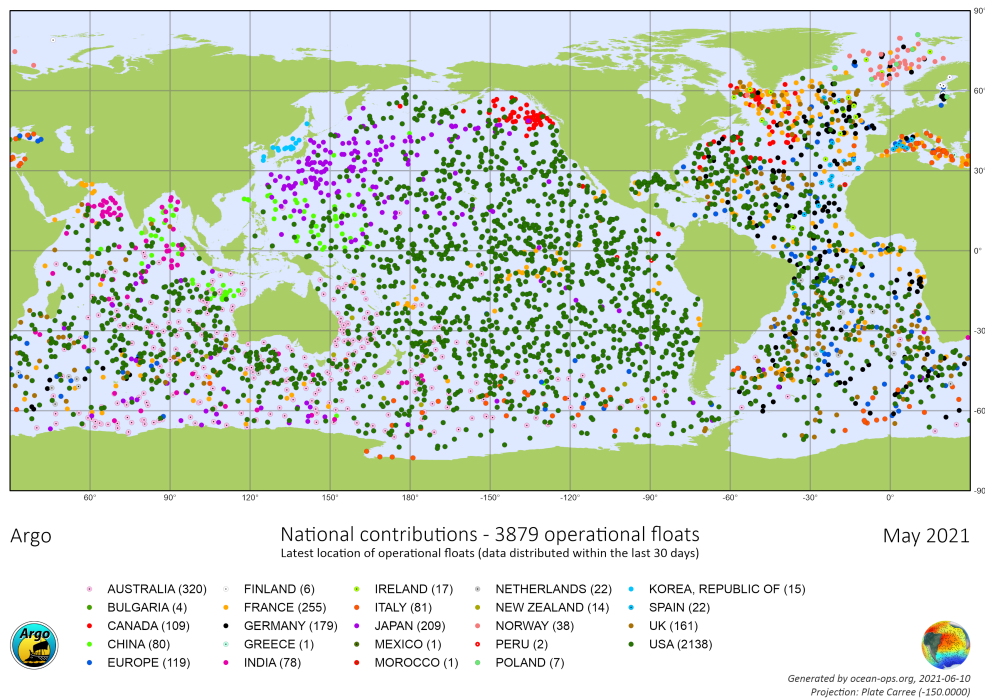 90°
60°
30°
0°
-30
-60
-90
60° 90° 120° 150° 180° -150° -120° -90° -60° -30° 0°
Argo National contributions - 3879 operational floats May 2021
Latest location of operational floats (data distributed within the last 30 days)
AUSTRALIA (320) FINLAND (6) IRELAND (17) NETHERLANDS (22) KOREA, REPUBLIC OF (15)
BULGARIA (4) FRANCE (255) ITALY (81) NEW ZEALAND (14) SPAIN (22)
CANADA (109) GERMANY (179) JAPAN (209) NORWAY (38) UK (161)
CHINA (80) GREECE (1) MEXICO (1) PERU (2) USA (2138)
EUROPE (119) INDIA (78) MOROCCO (1) POLAND (7)
Argo
Generated by ocean-ops.org, 2021-06-10
Projection: Plate Carree (-150.0000)